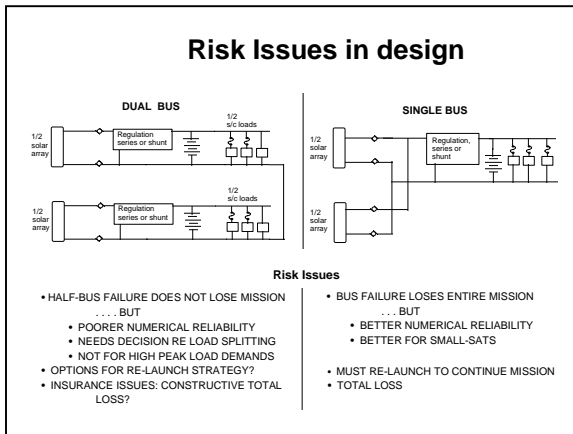 Risk Issues in design
DUAL BUS
1/2
solar
array
Regulation
series or shunt
1/2
s/c loads
1/2
solar
array
Regulation
series or shunt
1/2
s/c loads
SINGLE BUS
1/2
solar
array
Regulation,
series or
shunt
1/2
solar
array
Risk Issues
• HALF-BUS FAILURE DOES NOT LOSE MISSION
. . . . BUT
• POORER NUMERICAL RELIABILITY
• NEEDS DECISION RE LOAD SPLITTING
• NOT FOR HIGH PEAK LOAD DEMANDS
• OPTIONS FOR RE-LAUNCH STRATEGY?
• INSURANCE ISSUES: CONSTRUCTIVE TOTAL
LOSS?
• BUS FAILURE LOSES ENTIRE MISSION
. . . BUT
• BETTER NUMERICAL RELIABILITY
• BETTER FOR SMALL-SATS
• MUST RE-LAUNCH TO CONTINUE MISSION
• TOTAL LOSS